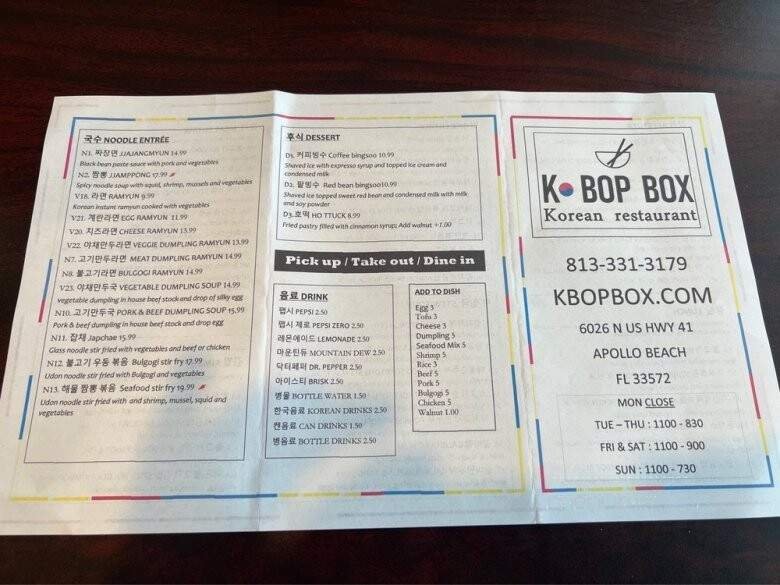 국수 NOODLE ENTRÉE
N1. 짜장면 JJAJANGMYUN 14.99
Black bean paste sauce with pork and vegetables
N2. 짬뽕 JJAMPPONG 17.99
Spicy noodle soup with squid, shrimp, mussels and vegetables
V18. 라면 RAMYUN 9.99
Korean instant ramyun cooked with vegetables
V21. 계란라면 EGG RAMYUN 11.99
V20. 치즈라면 CHEESE RAMYUN 13.99
V22. 야채만두라면 VEGGIE DUMPLING RAMYUN 13.99
N7. 고기만두라면 MEAT DUMPLING RAMYUN 14.99
N8. 불고기라면 BULGOGI RAMYUN 14.99
V23. 야채만두국 VEGETABLE DUMPLING SOUP 14.99
vegetable dumpling in house beef stock and drop of silky egg
N10. 고기만두국 PORK & BEEF DUMPLING SOUP 15.99
Pork & beef dumpling in house beef stock and drop egg
N11. 잡채 Japchae 15.99
Glass noodle stir fried with vegetables and beef or chicken
N12. 불고기 우동 볶음 Bulgogi stir fry 17.99
Udon noodle stir fried with Bulgogi and vegetables
N13. 해물 짬뽕 볶음 Seafood stir fry 19.99
Udon noodle stir fried with and shrimp, mussel, squid and
vegetables
후식 DESSERT
D1. 커피빙수 Coffee bingsoo 10.99
Shaved ice with expresso syrup and topped ice cream and
condensed milk
D2. 팥빙수 Red bean bingsoo10.99
Shaved ice topped sweet red bean and condensed milk with milk
and soy powder
D3.호떡 HO TTUCK 8.99
Fried pastry filled with cinnamon syrup; Add walnut +1.00
Pick up / Take out / Dine in
음료 DRINK
펩시 PEPSI 2.50
펩시 제로 PEPSI ZERO 2.50
레몬에이드 LEMONADE 2.50
마운틴듀 MOUNTAIN DEW 2.50
닥터페퍼 DR. PEPPER 2.50
아이스티 BRISK 2.50
병물 BOTTLE WATER 1.50
한국음료 KOREAN DRINKS 2.50
캔음료 CAN DRINKS 1.50
병음료 BOTTLE DRINKS 2.50
ADD TO DISH
Egg 3
Tofu 3
Cheese 3
Dumpling 5
Seafood Mix 5
Shrimp 5
Rice 3
Beef 5
Pork 5
Bulgogi 5
Chicken 5
Walnut 1.00
K BOP BOX
Korean restaurant
813-331-3179
KBOPBOX.COM
6026 N US HWY 41
APOLLO BEACH
FL 33572
MON CLOSE
TUE – THU : 1100 - 830
FRI & SAT : 1100 - 900
SUN : 1100 - 730